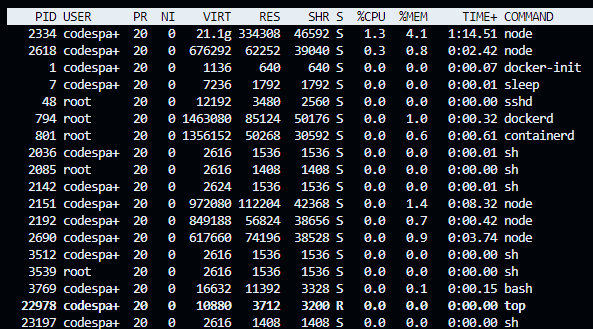 PID USER PR NI VIRT RES SHR S %CPU %MEM TIME+ COMMAND
2334 codespa+ 20 0 21.1g 334308 46592 S 1.3 4.1 1:14.51 node
2618 codespa+ 20 0 676292 62252 39040 S 0.3 0.8 0:02.42 node
1 codespa+ 20 0 1136 640 640 S 0.0 0.0 0:00.07 docker-init
7 codespa+ 20 0 7236 1792 1792 S 0.0 0.0 0:00.01 sleep
48 root 20 0 12192 3480 2560 S 0.0 0.0 0:00.00 sshd
794 root 20 0 1463080 85124 50176 S 0.0 1.0 0:00.32 dockerd
801 root 20 0 1356152 50268 30592 S 0.0 0.6 0:00.61 containerd
2036 codespa+ 20 0 2616 1536 1536 S 0.0 0.0 0:00.01 sh
2085 root 20 0 2616 1408 1408 S 0.0 0.0 0:00.00 sh
2142 codespa+ 20 0 2624 1536 1536 S 0.0 0.0 0:00.01 sh
2151 codespa+ 20 0 972080 112204 42368 S 0.0 1.4 0:08.32 node
2192 codespa+ 20 0 849188 56824 38656 S 0.0 0.7 0:00.42 node
2690 codespa+ 20 0 617660 74196 38528 S 0.0 0.9 0:03.74 node
3512 codespa+ 20 0 2616 1536 1536 S 0.0 0.0 0:00.00 sh
3539 root 20 0 2616 1536 1536 S 0.0 0.0 0:00.00 sh
3769 codespa+ 20 0 16632 11392 3328 S 0.0 0.1 0:00.15 bash
22978 codespa+ 20 0 10880 3712 3200 R 0.0 0.0 0:00.00 top
23197 codespa+ 20 0 2616 1408 1408 S 0.0 0.0 0:00.00 sh